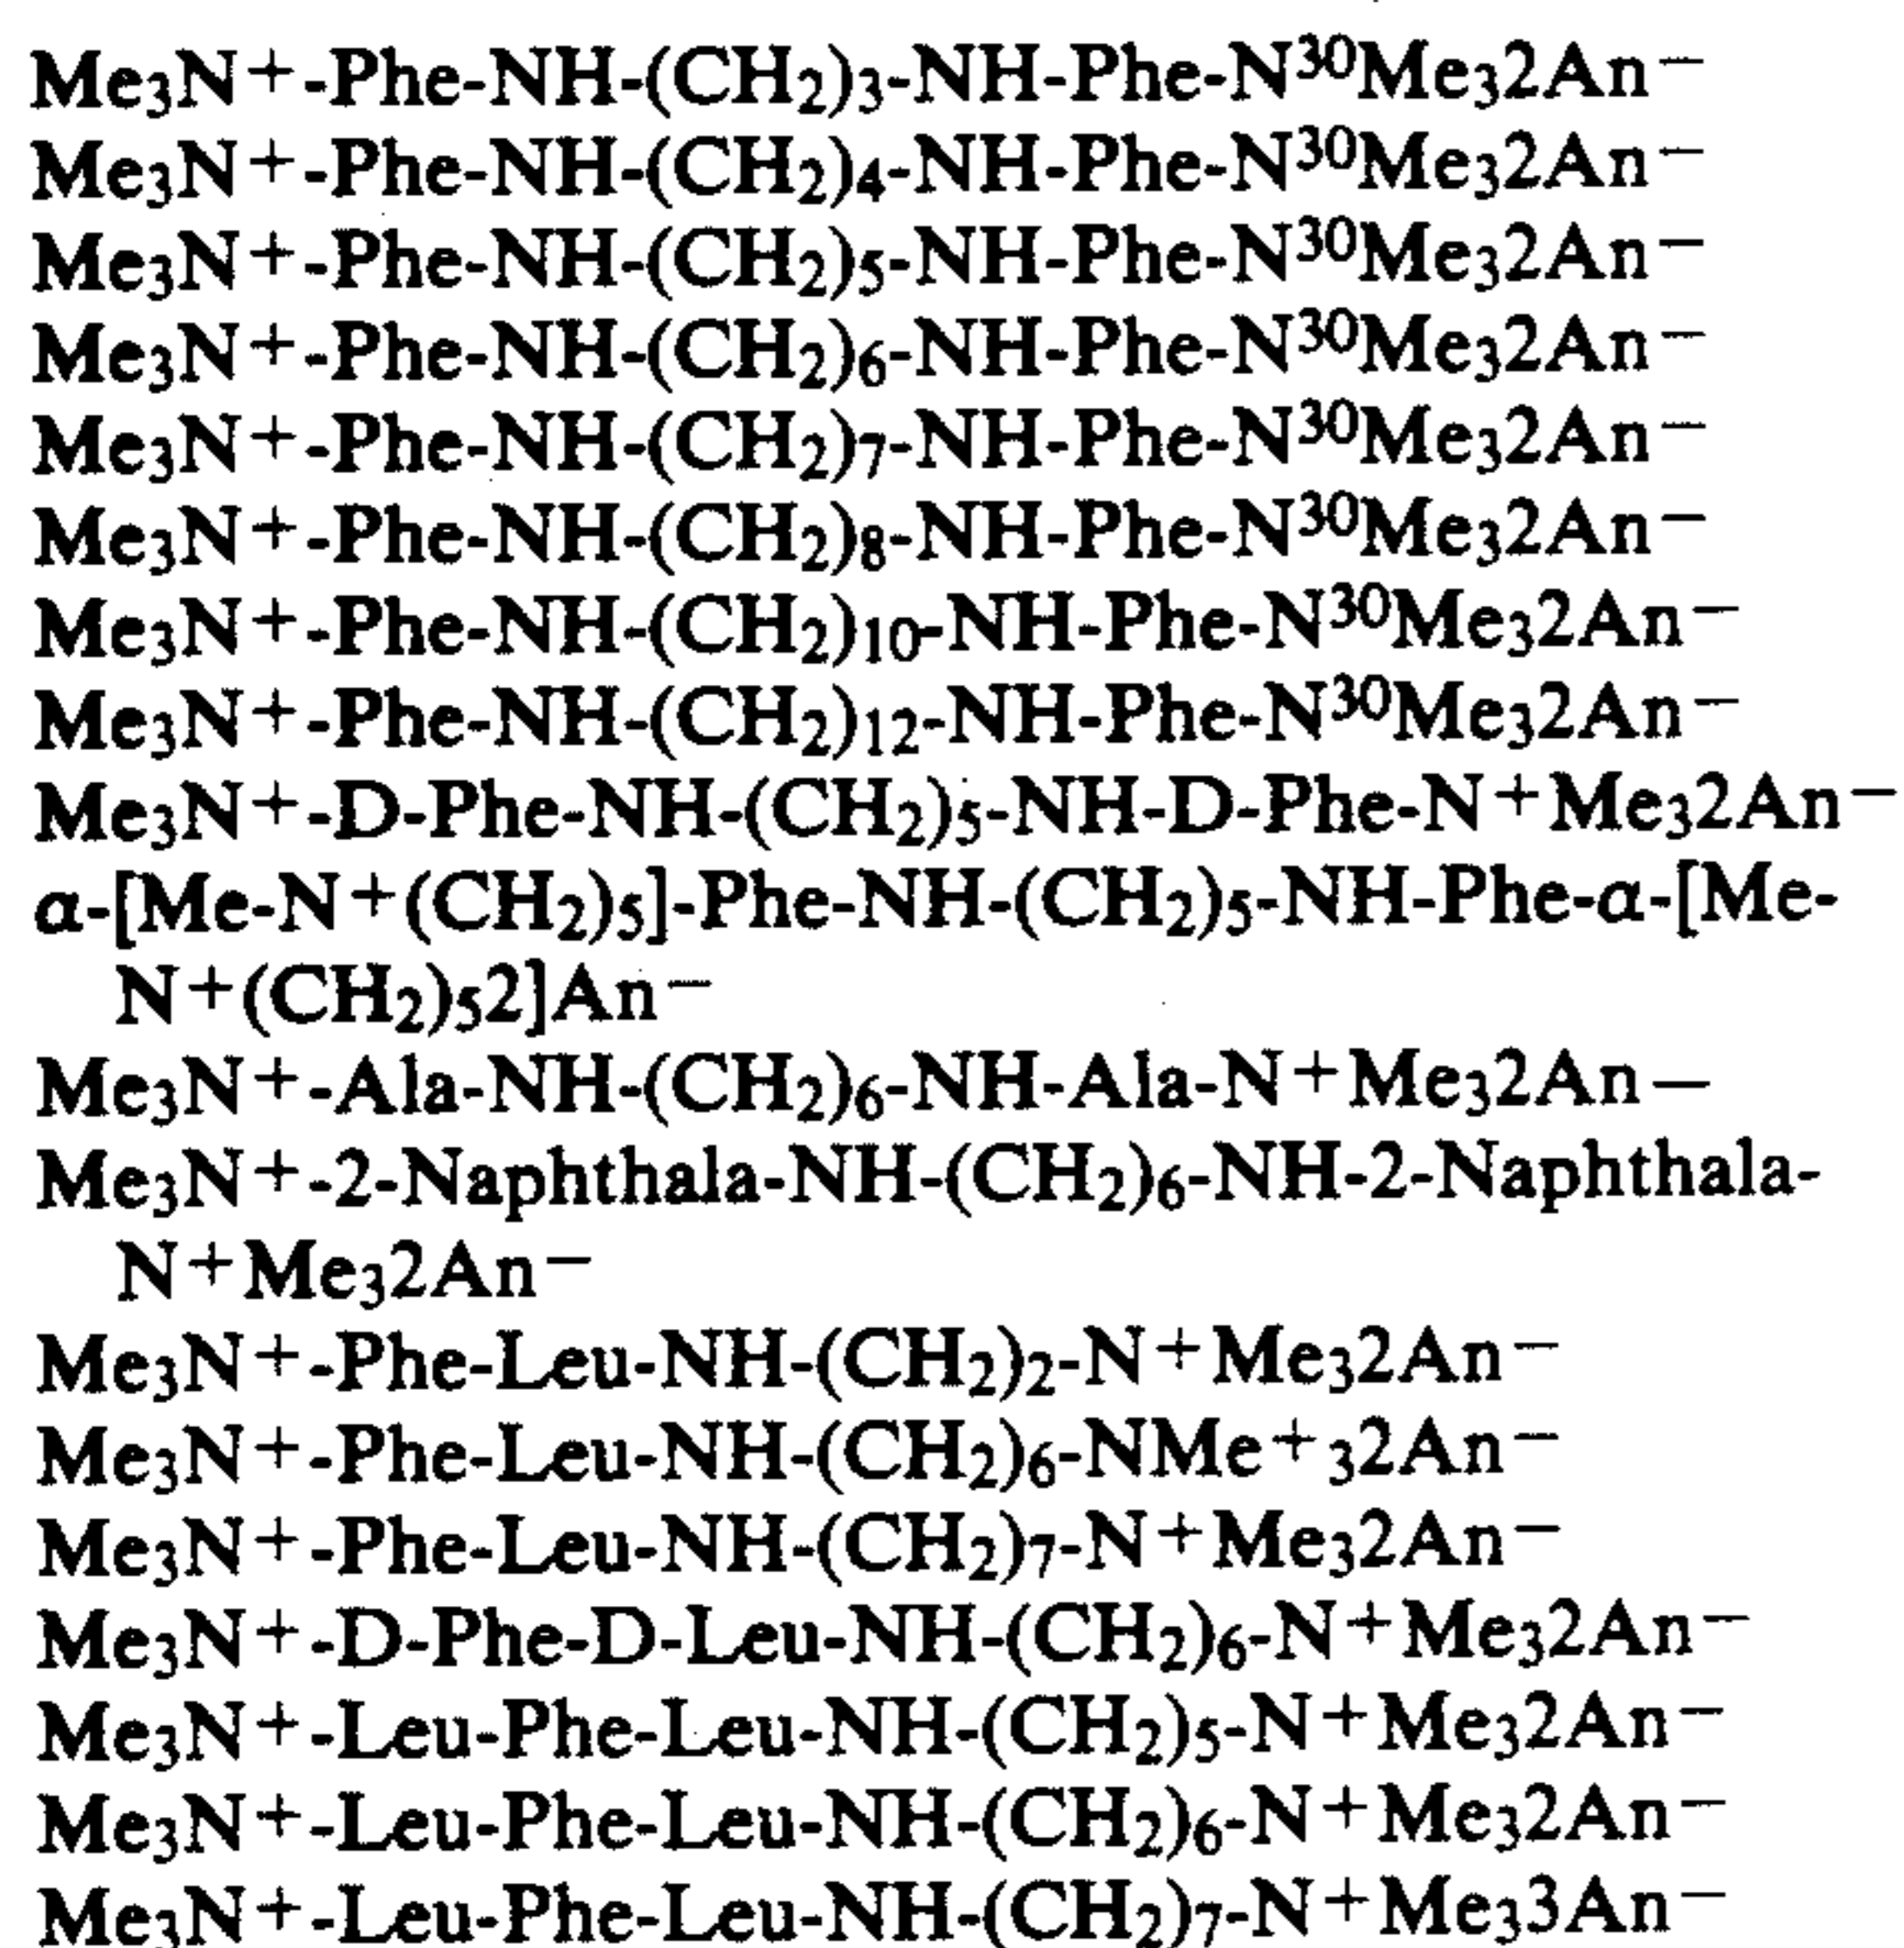 Me₃N⁺-Phe-NH-(CH₂)₃-NH-Phe-N³⁰Me₃2An⁻
Me₃N⁺-Phe-NH-(CH₂)₄-NH-Phe-N³⁰Me₃2An⁻
Me₃N⁺-Phe-NH-(CH₂)₅-NH-Phe-N³⁰Me₃2An⁻
Me₃N⁺-Phe-NH-(CH₂)₆-NH-Phe-N³⁰Me₃2An⁻
Me₃N⁺-Phe-NH-(CH₂)₇-NH-Phe-N³⁰Me₃2An⁻
Me₃N⁺-Phe-NH-(CH₂)₈-NH-Phe-N³⁰Me₃2An⁻
Me₃N⁺-Phe-NH-(CH₂)₁₀-NH-Phe-N³⁰Me₃2An⁻
Me₃N⁺-Phe-NH-(CH₂)₁₂-NH-Phe-N³⁰Me₃2An⁻
Me₃N⁺-D-Phe-NH-(CH₂)₅-NH-D-Phe-N⁺Me₃2An⁻
α-[Me-N⁺(CH₂)₅]-Phe-NH-(CH₂)₅-NH-Phe-α-[Me-
N⁺(CH₂)₅2]An⁻
Me₃N⁺-Ala-NH-(CH₂)₆-NH-Ala-N⁺Me₃2An—
Me₃N⁺-2-Naphthala-NH-(CH₂)₆-NH-2-Naphthala-
N⁺Me₃2An⁻
Me₃N⁺-Phe-Leu-NH-(CH₂)₂-N⁺Me₃2An⁻
Me₃N⁺-Phe-Leu-NH-(CH₂)₆-NMe⁺₃2An⁻
Me₃N⁺-Phe-Leu-NH-(CH₂)₇-N⁺Me₃2An⁻
Me₃N⁺-D-Phe-D-Leu-NH-(CH₂)₆-N⁺Me₃2An⁻
Me₃N⁺-Leu-Phe-Leu-NH-(CH₂)₅-N⁺Me₃2An⁻
Me₃N⁺-Leu-Phe-Leu-NH-(CH₂)₆-N⁺Me₃2An⁻
Me₃N⁺-Leu-Phe-Leu-NH-(CH₂)₇-N⁺Me₃3An⁻